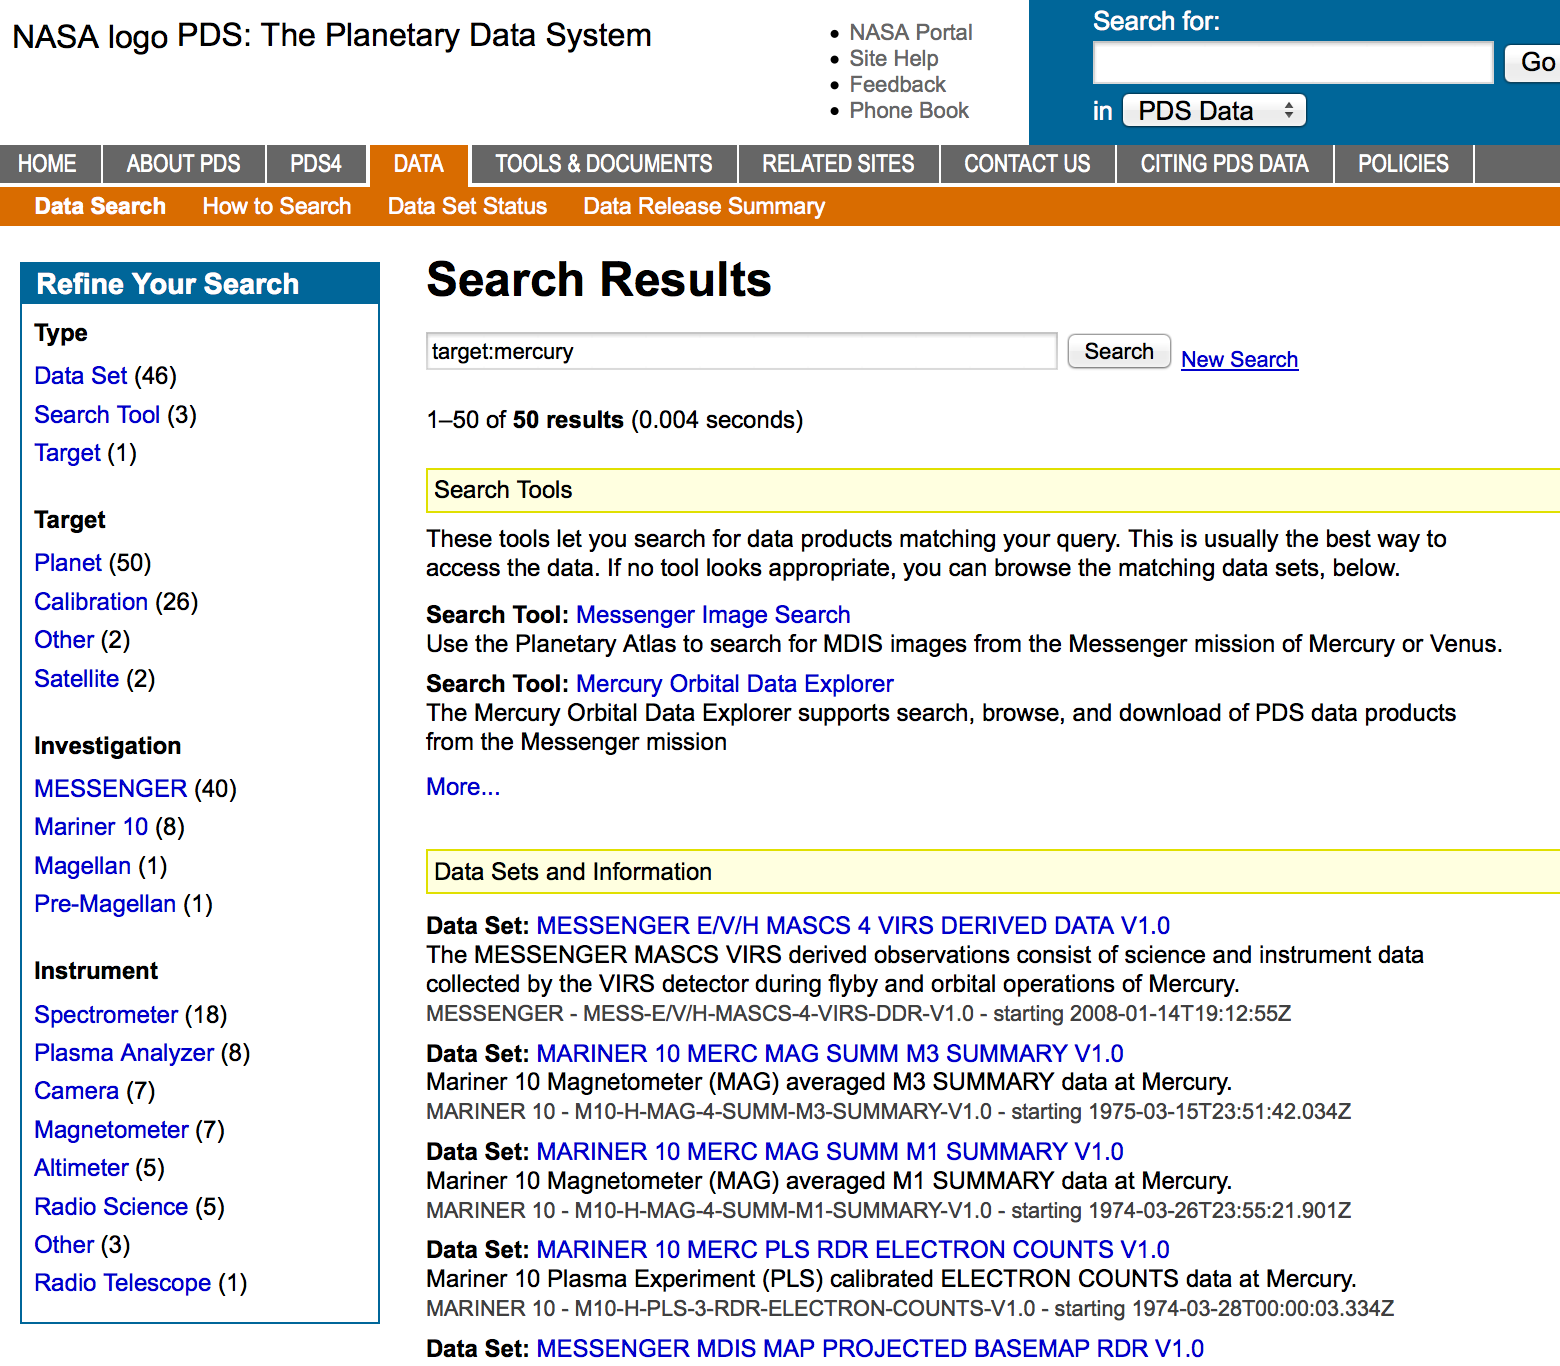 NASA logo PDS: The Planetary Data System
NASA Portal
Site Help
Feedback
Phone Book
Search for:
Go
in PDS Data
HOME ABOUT PDS PDS4 DATA TOOLS & DOCUMENTS RELATED SITES CONTACT US CITING PDS DATA POLICIES
Data Search How to Search Data Set Status Data Release Summary
Refine Your Search
Type
Data Set (46)
Search Tool (3)
Target (1)
Target
Planet (50)
Calibration (26)
Other (2)
Satellite (2)
Investigation
MESSENGER (40)
Mariner 10 (8)
Magellan (1)
Pre-Magellan (1)
Instrument
Spectrometer (18)
Plasma Analyzer (8)
Camera (7)
Magnetometer (7)
Altimeter (5)
Radio Science (5)
Other (3)
Radio Telescope (1)
Search Results
target:mercury Search New Search
1–50 of 50 results (0.004 seconds)
Search Tools
These tools let you search for data products matching your query. This is usually the best way to
access the data. If no tool looks appropriate, you can browse the matching data sets, below.
Search Tool: Messenger Image Search
Use the Planetary Atlas to search for MDIS images from the Messenger mission of Mercury or Venus.
Search Tool: Mercury Orbital Data Explorer
The Mercury Orbital Data Explorer supports search, browse, and download of PDS data products
from the Messenger mission
More...
Data Sets and Information
Data Set: MESSENGER E/V/H MASCS 4 VIRS DERIVED DATA V1.0
The MESSENGER MASCS VIRS derived observations consist of science and instrument data
collected by the VIRS detector during flyby and orbital operations of Mercury.
MESSENGER - MESS-E/V/H-MASCS-4-VIRS-DDR-V1.0 - starting 2008-01-14T19:12:55Z
Data Set: MARINER 10 MERC MAG SUMM M3 SUMMARY V1.0
Mariner 10 Magnetometer (MAG) averaged M3 SUMMARY data at Mercury.
MARINER 10 - M10-H-MAG-4-SUMM-M3-SUMMARY-V1.0 - starting 1975-03-15T23:51:42.034Z
Data Set: MARINER 10 MERC MAG SUMM M1 SUMMARY V1.0
Mariner 10 Magnetometer (MAG) averaged M1 SUMMARY data at Mercury.
MARINER 10 - M10-H-MAG-4-SUMM-M1-SUMMARY-V1.0 - starting 1974-03-26T23:55:21.901Z
Data Set: MARINER 10 MERC PLS RDR ELECTRON COUNTS V1.0
Mariner 10 Plasma Experiment (PLS) calibrated ELECTRON COUNTS data at Mercury.
MARINER 10 - M10-H-PLS-3-RDR-ELECTRON-COUNTS-V1.0 - starting 1974-03-28T00:00:03.334Z
Data Set: MESSENGER MDIS MAP PROJECTED BASEMAP RDR V1.0